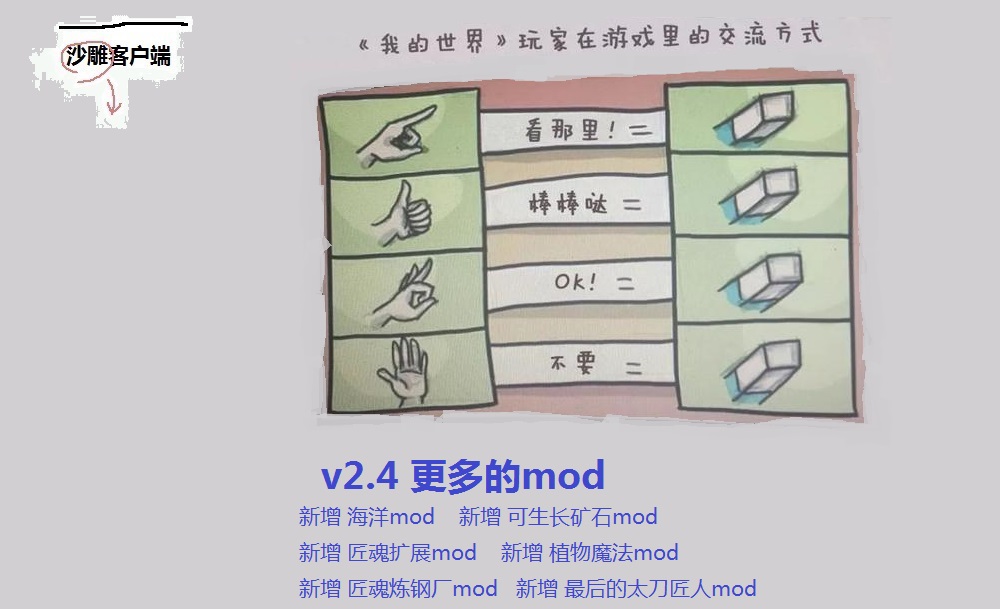 沙雕客户端
《我的世界》玩家在游戏里的交流方式
看那里！=
棒棒哒 =
OK! =
不要 =
v2.4 更多的mod
新增 海洋mod 新增 可生长矿石mod
新增 匠魂扩展mod 新增 植物魔法mod
新增 匠魂炼钢厂mod 新增 最后的太刀匠人mod